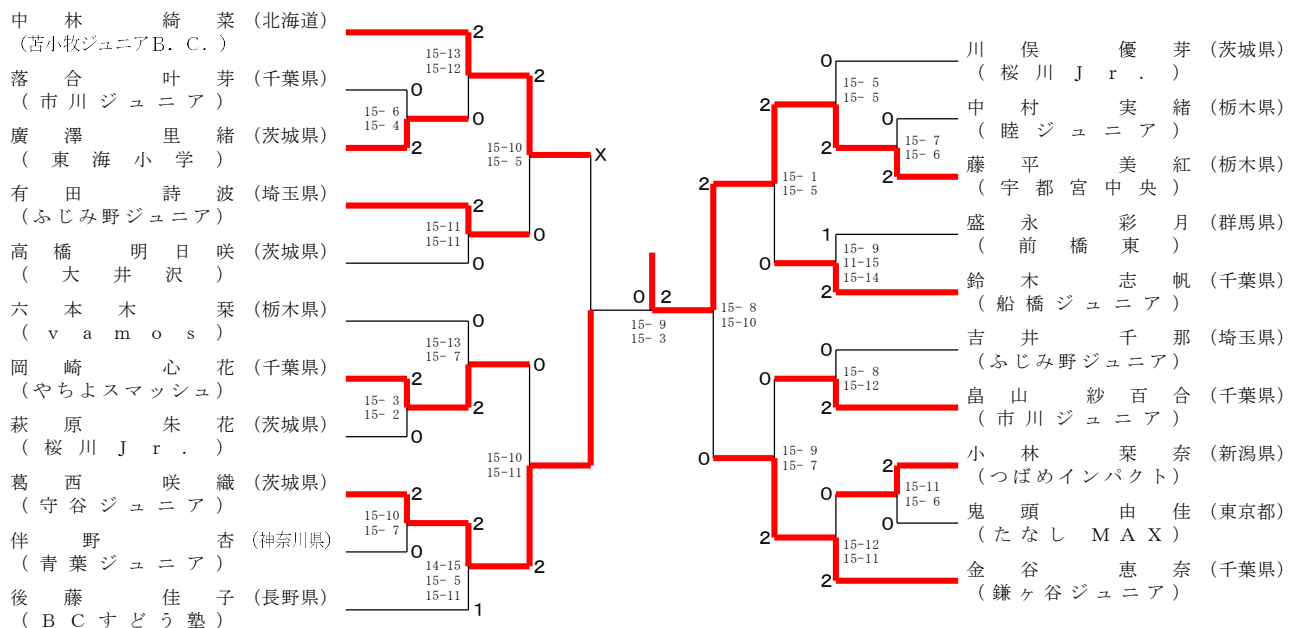 中林 綺菜 (北海道)
(苫小牧ジュニアB.C.)
落合 叶芽 (千葉県)
(市川ジュニア)
廣澤 里緒 (茨城県)
(東海小学)
有田 詩波 (埼玉県)
(ふじみ野ジュニア)
高橋 明日咲 (茨城県)
(大井沢)
六本木 栞 (栃木県)
(vamos)
岡崎 心花 (千葉県)
(やちよスマッシュ)
萩原 朱花 (茨城県)
(桜川Jr.)
葛西 咲織 (茨城県)
(守谷ジュニア)
伴野 杏 (神奈川県)
(青葉ジュニア)
後藤 佳子 (長野県)
(BCすどう塾)
2
15-13
15-12
0
15-6
15-4
0
2
2
15-10
15-5
X
2
15-11
15-11
0
0
0
15-13
15-7
0
2
15-3
15-2
2
0
15-10
15-11
2
15-10
15-7
2
0
14-15
15-5
15-11
2
1
0 2
15-9
15-3
0
15-5
15-5
2
0
15-7
15-6
2
2
2
15-1
15-5
1
15-9
11-15
15-14
0
2
15-8
15-10
0
15-8
15-12
0
2
15-9
15-7
0
2
15-11
15-6
0
0
2
15-12
15-11
2
川俣 優芽 (茨城県)
(桜川Jr.)
中村 実緒 (栃木県)
(睦ジュニア)
藤平 美紅 (栃木県)
(宇都宮中央)
盛永 彩月 (群馬県)
(前橋東)
鈴木 志帆 (千葉県)
(船橋ジュニア)
吉井 千那 (埼玉県)
(ふじみ野ジュニア)
畠山 紗百合 (千葉県)
(市川ジュニア)
小林 栞奈 (新潟県)
(つばめインパクト)
鬼頭 由佳 (東京都)
(たなし MAX)
金谷 恵奈 (千葉県)
(鎌ヶ谷ジュニア)